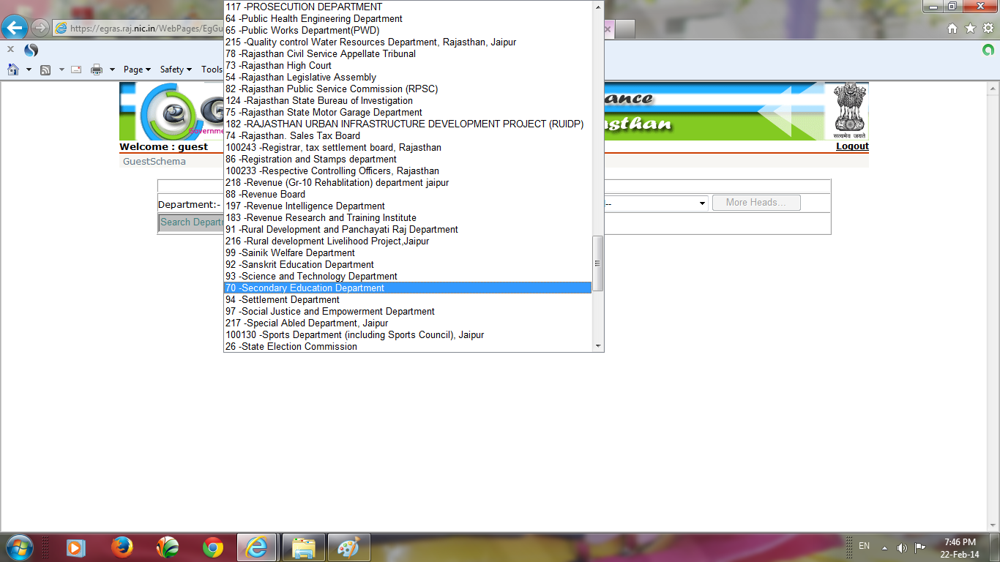 117 -PROSECUTION DEPARTMENT
64 -Public Health Engineering Department
65 -Public Works Department(PWD)
215 -Quality control Water Resources Department, Rajasthan, Jaipur
78 -Rajasthan Civil Service Appellate Tribunal
73 -Rajasthan High Court
54 -Rajasthan Legislative Assembly
82 -Rajasthan Public Service Commission (RPSC)
124 -Rajasthan State Bureau of Investigation
75 -Rajasthan State Motor Garage Department
182 -RAJASTHAN URBAN INFRASTRUCTURE DEVELOPMENT PROJECT (RUIDP)
74 -Rajasthan. Sales Tax Board
100243 -Registrar, tax settlement board, Rajasthan
86 -Registration and Stamps department
100233 -Respective Controlling Officers, Rajasthan
218 -Revenue (Gr-10 Rehablitation) department jaipur
88 -Revenue Board
197 -Revenue Intelligence Department
183 -Revenue Research and Training Institute
91 -Rural Development and Panchayati Raj Department
216 -Rural development Livelihood Project,Jaipur
99 -Sainik Welfare Department
92 -Sanskrit Education Department
93 -Science and Technology Department
70 -Secondary Education Department
94 -Settlement Department
97 -Social Justice and Empowerment Department
217 -Special Abled Department, Jaipur
100130 -Sports Department (including Sports Council), Jaipur
26 -State Election Commission
https://egras.raj.nic.in/WebPages/EgGu
Page Safety Tools
eG
Government
ance
asthan
सत्यमेव जयते
Welcome : guest
Logout
GuestSchema
Department:-
--
More Heads...
Search Departm
EN
7:46 PM
22-Feb-14